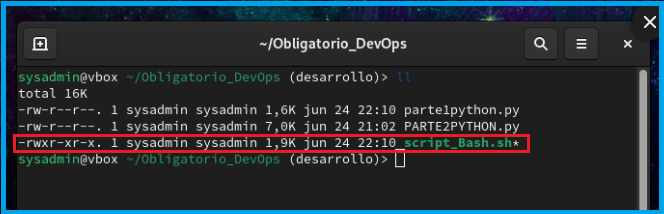 ~/Obligatorio_DevOps
sysadmin@vbox ~/Obligatorio_DevOps (desarrollo)> ll
total 16K
-rw-r--r--. 1 sysadmin sysadmin 1,6K jun 24 22:10 parte1python.py
-rw-r--r--. 1 sysadmin sysadmin 7,0K jun 24 21:02 PARTE2PYTHON.py
-rwxr-xr-x. 1 sysadmin sysadmin 1,9K jun 24 22:10 script_Bash.sh*
sysadmin@vbox ~/Obligatorio_DevOps (desarrollo)>